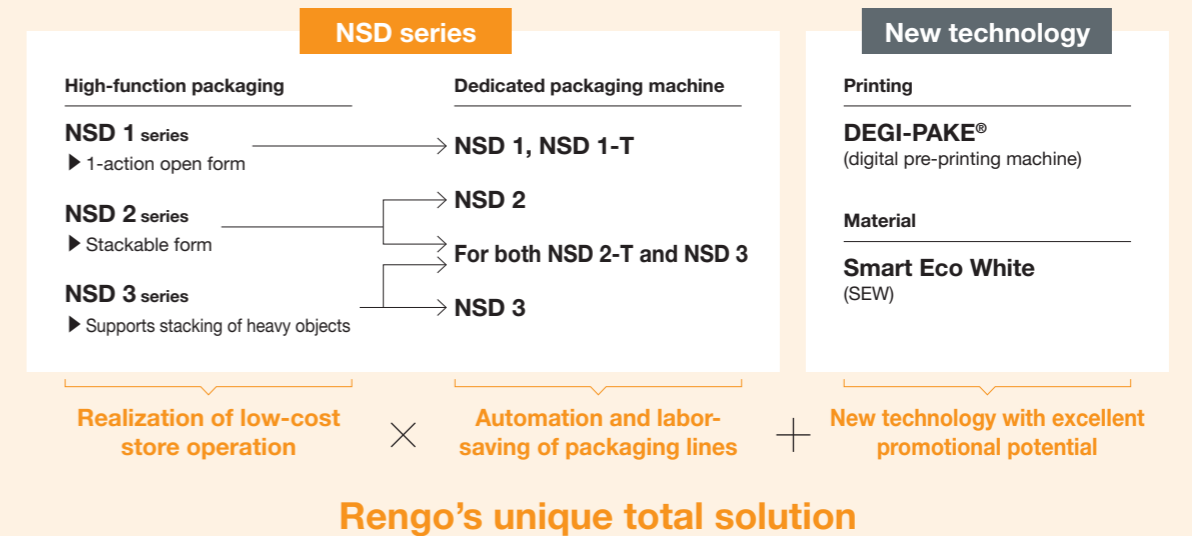 NSD series
High-function packaging
NSD 1 series
▶ 1-action open form
NSD 2 series
▶ Stackable form
NSD 3 series
▶ Supports stacking of heavy objects
Dedicated packaging machine
NSD 1, NSD 1-T
NSD 2
For both NSD 2-T and NSD 3
NSD 3
New technology
Printing
DEGI-PAKE®
(digital pre-printing machine)
Material
Smart Eco White
(SEW)
Realization of low-cost
store operation
×
Automation and labor-
saving of packaging lines
+
New technology with excellent
promotional potential
Rengo's unique total solution